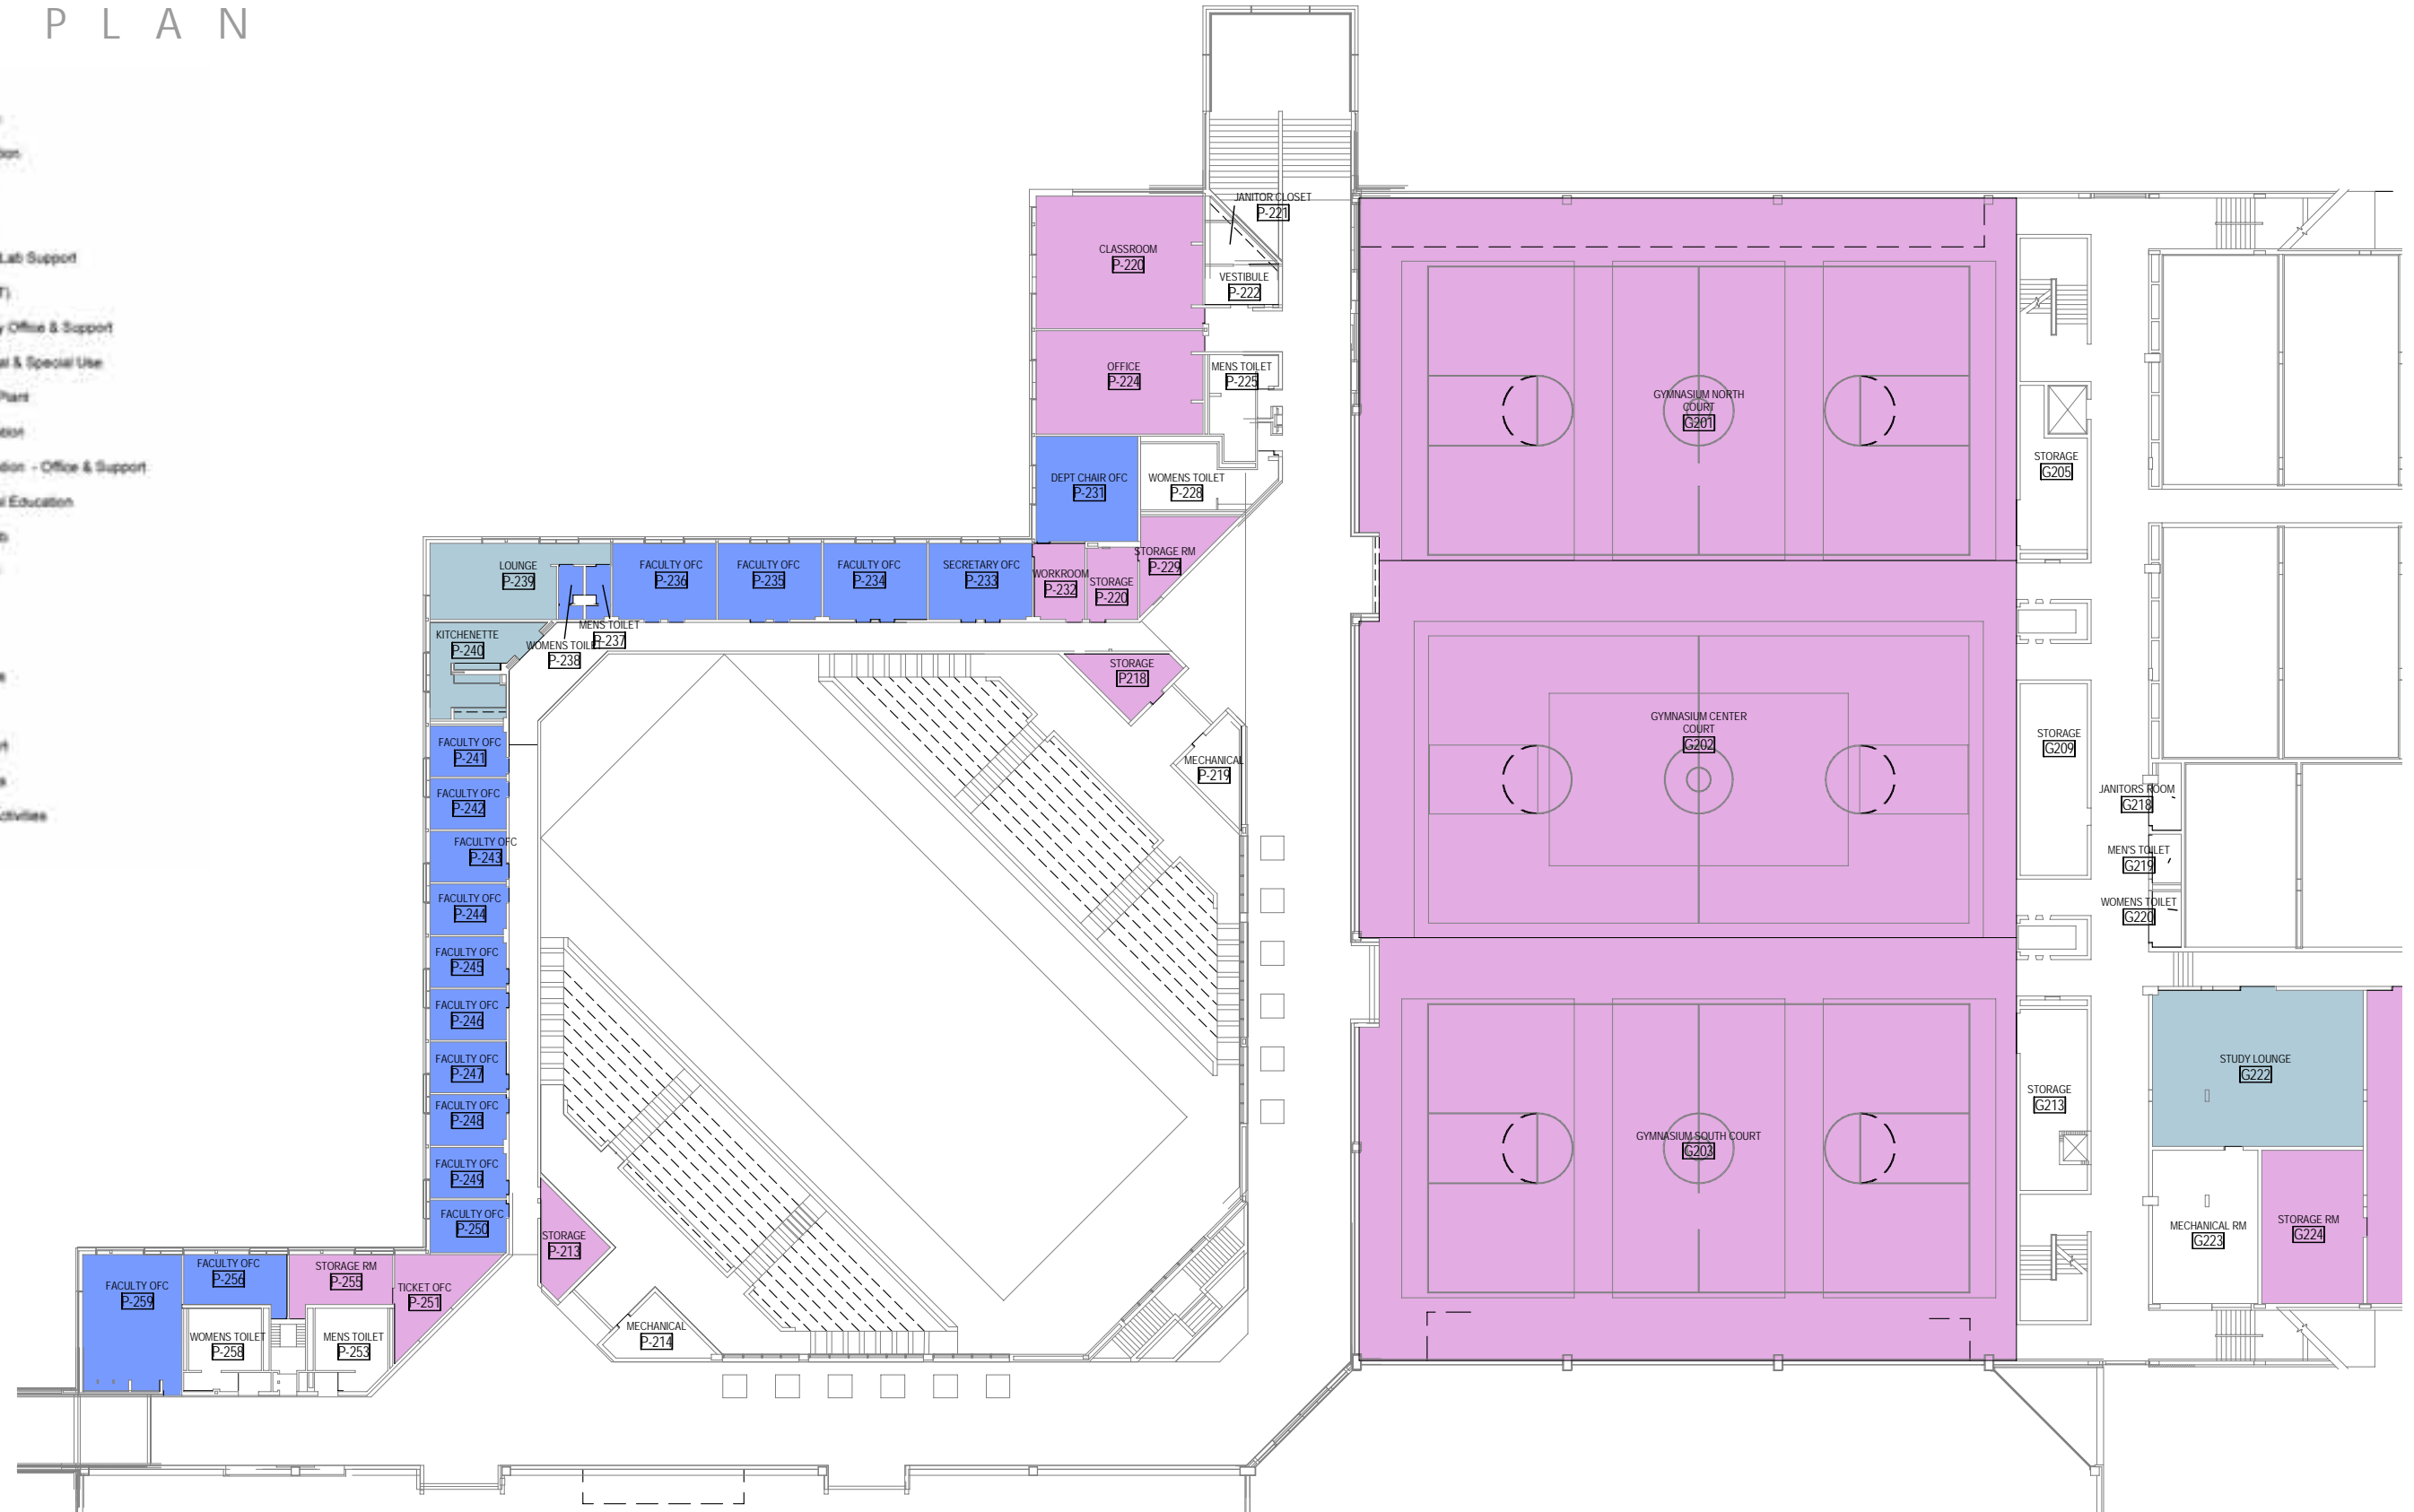 PLAN
Lab Support
Office & Support
& Special Use
Plant
- Office & Support
Education
JANITOR CLOSET
P-221
CLASSROOM
P-220
VESTIBULE
P-222
OFFICE
P-224
MENS TOILET
P-225
GYMNASIUM NORTH
COURT
G201
STORAGE
G205
DEPT CHAIR OFC
P-231
WOMENS TOILET
P-228
STORAGE RM
P-229
LOUNGE
P-239
FACULTY OFC
P-236
FACULTY OFC
P-235
FACULTY OFC
P-234
SECRETARY OFC
P-233
WORKROOM
P-232
STORAGE
P-220
MENS TOILET
P-237
WOMENS TOILET
P-238
KITCHENETTE
P-240
STORAGE
P218
MECHANICAL
P-219
GYMNASIUM CENTER
COURT
G202
STORAGE
G209
JANITORS ROOM
G218
MEN'S TOILET
G219
WOMENS TOILET
G220
FACULTY OFC
P-241
FACULTY OFC
P-242
FACULTY OFC
P-243
FACULTY OFC
P-244
FACULTY OFC
P-245
FACULTY OFC
P-246
FACULTY OFC
P-247
FACULTY OFC
P-248
FACULTY OFC
P-249
FACULTY OFC
P-250
STUDY LOUNGE
G222
STORAGE
G213
GYMNASIUM SOUTH COURT
G203
MECHANICAL RM
G223
STORAGE RM
G224
STORAGE
P-213
MECHANICAL
P-214
FACULTY OFC
P-259
FACULTY OFC
P-256
STORAGE RM
P-255
TICKET OFC
P-251
WOMENS TOILET
P-258
MENS TOILET
P-253